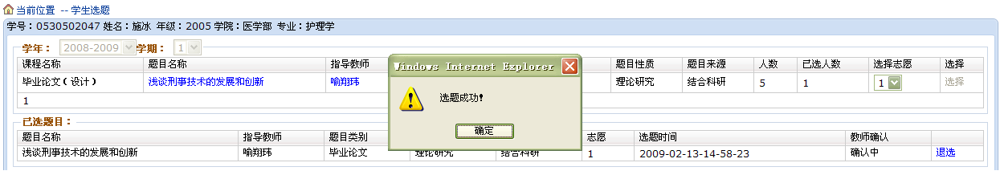 当前位置 -- 学生选题
学号：0530502047 姓名：施冰 年级：2005 学院：医学部 专业：护理学
学年： 2008-2009 学期： 1
课程名称 题目名称 指导教师 题目性质 题目来源 人数 已选人数 选择志愿 选择
毕业论文（设计） 浅谈刑事技术的发展和创新 喻翔玮 理论研究 结合科研 5 1 1 选择
1
Windows Internet Explorer
选题成功!
确定
已选题目：
题目名称 指导教师 题目类别 志愿 选题时间 教师确认
浅谈刑事技术的发展和创新 喻翔玮 毕业论文 理论研究 结合科研 1 2009-02-13-14-58-23 确认中 退选